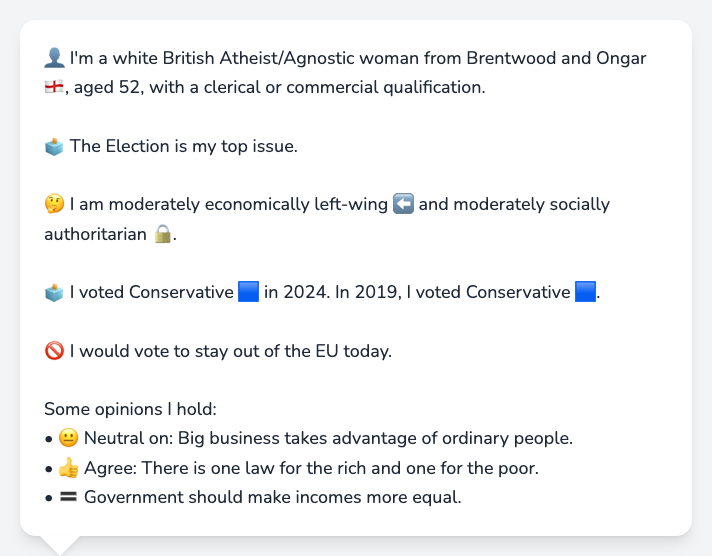 👤 I'm a white British Atheist/Agnostic woman from Brentwood and Ongar
🏴󠁧󠁢󠁥󠁮󠁧󠁿, aged 52, with a clerical or commercial qualification.
🗳️ The Election is my top issue.
🤔 I am moderately economically left-wing ⬅️ and moderately socially
authoritarian 🔒.
🗳️ I voted Conservative 🟦 in 2024. In 2019, I voted Conservative 🟦.
🚫 I would vote to stay out of the EU today.
Some opinions I hold:
• 😐 Neutral on: Big business takes advantage of ordinary people.
• 👍 Agree: There is one law for the rich and one for the poor.
• 🟰 Government should make incomes more equal.